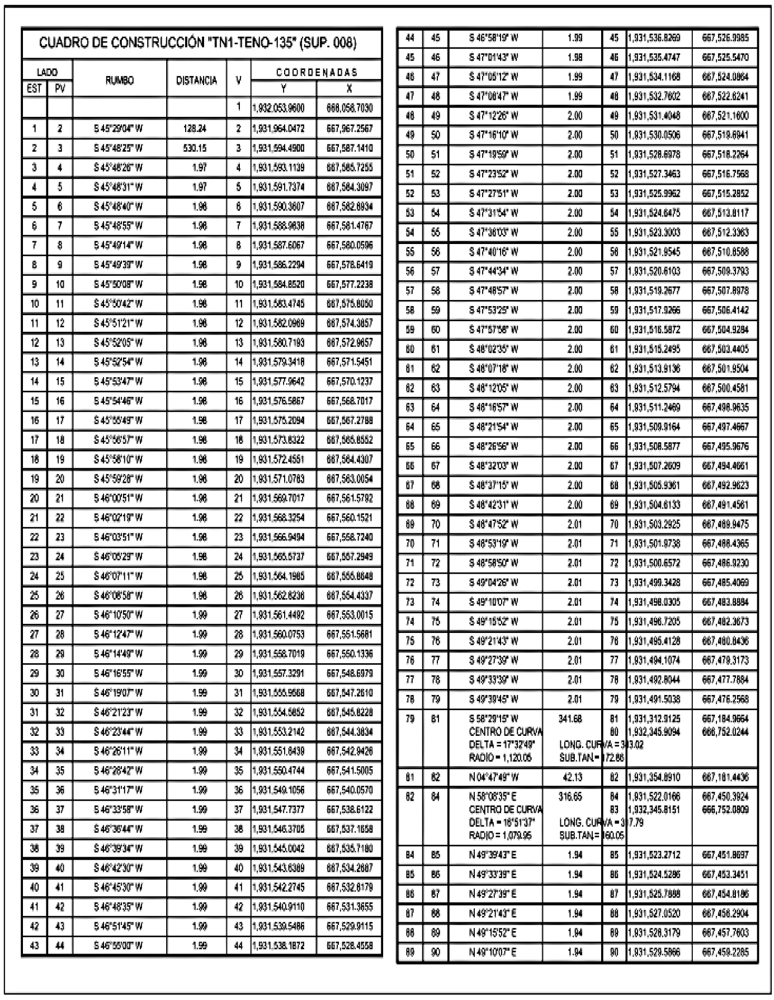 CUADRO DE CONSTRUCCIÓN "TN1-TENO-135" (SUP. 008)
LADO RUMBO DISTANCIA V COORDENADAS
EST PV Y X
1 1,932,053.9600 668,058.7030
1 2 S 45°29'04" W 128.24 2 1,931,964.0472 667,967.2567
2 3 S 45°48'25" W 530.15 3 1,931,594.4900 667,587.1410
3 4 S 45°48'26" W 1.97 4 1,931,593.1139 667,585.7255
4 5 S 45°48'31" W 1.97 5 1,931,591.7374 667,584.3097
5 6 S 45°48'40" W 1.98 6 1,931,590.3607 667,582.8934
6 7 S 45°48'55" W 1.98 7 1,931,588.9838 667,581.4767
7 8 S 45°49'14" W 1.98 8 1,931,587.6067 667,580.0596
8 9 S 45°49'39" W 1.98 9 1,931,586.2294 667,578.6419
9 10 S 45°50'08" W 1.98 10 1,931,584.8520 667,577.2238
10 11 S 45°50'42" W 1.98 11 1,931,583.4745 667,575.8050
11 12 S 45°51'21" W 1.98 12 1,931,582.0969 667,574.3857
12 13 S 45°52'05" W 1.98 13 1,931,580.7193 667,572.9657
13 14 S 45°52'54" W 1.98 14 1,931,579.3418 667,571.5451
14 15 S 45°53'47" W 1.98 15 1,931,577.9642 667,570.1237
15 16 S 45°54'46" W 1.98 16 1,931,576.5867 667,568.7017
16 17 S 45°55'49" W 1.98 17 1,931,575.2094 667,567.2788
17 18 S 45°56'57" W 1.98 18 1,931,573.8322 667,565.8552
18 19 S 45°58'10" W 1.98 19 1,931,572.4551 667,564.4307
19 20 S 45°59'28" W 1.98 20 1,931,571.0783 667,563.0054
20 21 S 46°00'51" W 1.98 21 1,931,569.7017 667,561.5792
21 22 S 46°02'19" W 1.98 22 1,931,568.3254 667,560.1521
22 23 S 46°03'51" W 1.98 23 1,931,566.9494 667,558.7240
23 24 S 46°05'29" W 1.98 24 1,931,565.5737 667,557.2949
24 25 S 46°07'11" W 1.98 25 1,931,564.1985 667,555.8648
25 26 S 46°08'58" W 1.98 26 1,931,562.8236 667,554.4337
26 27 S 46°10'50" W 1.99 27 1,931,561.4492 667,553.0015
27 28 S 46°12'47" W 1.99 28 1,931,560.0753 667,551.5681
28 29 S 46°14'49" W 1.99 29 1,931,558.7019 667,550.1336
29 30 S 46°16'55" W 1.99 30 1,931,557.3291 667,548.6979
30 31 S 46°19'07" W 1.99 31 1,931,555.9568 667,547.2610
31 32 S 46°21'23" W 1.99 32 1,931,554.5852 667,545.8228
32 33 S 46°23'44" W 1.99 33 1,931,553.2142 667,544.3834
33 34 S 46°26'11" W 1.99 34 1,931,551.8439 667,542.9426
34 35 S 46°28'42" W 1.99 35 1,931,550.4744 667,541.5005
35 36 S 46°31'17" W 1.99 36 1,931,549.1056 667,540.0570
36 37 S 46°33'58" W 1.99 37 1,931,547.7377 667,538.6122
37 38 S 46°36'44" W 1.99 38 1,931,546.3705 667,537.1658
38 39 S 46°39'34" W 1.99 39 1,931,545.0042 667,535.7180
39 40 S 46°42'30" W 1.99 40 1,931,543.6389 667,534.2687
40 41 S 46°45'30" W 1.99 41 1,931,542.2745 667,532.8179
41 42 S 46°48'35" W 1.99 42 1,931,540.9110 667,531.3655
42 43 S 46°51'45" W 1.99 43 1,931,539.5486 667,529.9115
43 44 S 46°55'00" W 1.99 44 1,931,538.1872 667,528.4558
44 45 S 46°58'19" W 1.99 45 1,931,536.8269 667,526.9985
45 46 S 47°01'43" W 1.98 46 1,931,535.4747 667,525.5470
46 47 S 47°05'12" W 1.99 47 1,931,534.1168 667,524.0864
47 48 S 47°08'47" W 1.99 48 1,931,532.7602 667,522.6241
48 49 S 47°12'26" W 2.00 49 1,931,531.4048 667,521.1600
49 50 S 47°16'10" W 2.00 50 1,931,530.0506 667,519.6941
50 51 S 47°19'59" W 2.00 51 1,931,528.6978 667,518.2264
51 52 S 47°23'52" W 2.00 52 1,931,527.3463 667,516.7568
52 53 S 47°27'51" W 2.00 53 1,931,525.9962 667,515.2852
53 54 S 47°31'54" W 2.00 54 1,931,524.6475 667,513.8117
54 55 S 47°36'03" W 2.00 55 1,931,523.3003 667,512.3363
55 56 S 47°40'16" W 2.00 56 1,931,521.9545 667,510.8588
56 57 S 47°44'34" W 2.00 57 1,931,520.6103 667,509.3793
57 58 S 47°48'57" W 2.00 58 1,931,519.2677 667,507.8978
58 59 S 47°53'25" W 2.00 59 1,931,517.9266 667,506.4142
59 60 S 47°57'58" W 2.00 60 1,931,516.5872 667,504.9284
60 61 S 48°02'35" W 2.00 61 1,931,515.2495 667,503.4405
61 62 S 48°07'18" W 2.00 62 1,931,513.9136 667,501.9504
62 63 S 48°12'05" W 2.00 63 1,931,512.5794 667,500.4581
63 64 S 48°16'57" W 2.00 64 1,931,511.2469 667,498.9635
64 65 S 48°21'54" W 2.00 65 1,931,509.9164 667,497.4667
65 66 S 48°26'56" W 2.00 66 1,931,508.5877 667,495.9676
66 67 S 48°32'03" W 2.00 67 1,931,507.2609 667,494.4661
67 68 S 48°37'15" W 2.00 68 1,931,505.9361 667,492.9623
68 69 S 48°42'31" W 2.00 69 1,931,504.6133 667,491.4561
69 70 S 48°47'52" W 2.01 70 1,931,503.2925 667,489.9475
70 71 S 48°53'19" W 2.01 71 1,931,501.9738 667,488.4365
71 72 S 48°58'50" W 2.01 72 1,931,500.6572 667,486.9230
72 73 S 49°04'26" W 2.01 73 1,931,499.3428 667,485.4069
73 74 S 49°10'07" W 2.01 74 1,931,498.0305 667,483.8884
74 75 S 49°15'52" W 2.01 75 1,931,496.7205 667,482.3673
75 76 S 49°21'43" W 2.01 76 1,931,495.4128 667,480.8436
76 77 S 49°27'39" W 2.01 77 1,931,494.1074 667,479.3173
77 78 S 49°33'39" W 2.01 78 1,931,492.8044 667,477.7884
78 79 S 49°39'45" W 2.01 79 1,931,491.5038 667,476.2568
79 81 S 58°29'15" W 341.68 81 1,931,312.9125 667,184.9664
CENTRO DE CURVA 80 1,932,345.9094 666,752.0244
DELTA = 17°32'49" LONG. CURVA = 343.02
RADIO = 1,120.05 SUB.TAN.= 172.86
81 82 N 04°47'49" W 42.13 82 1,931,354.8910 667,181.4436
82 84 N 58°08'35" E 316.65 84 1,931,522.0166 667,450.3924
CENTRO DE CURVA 83 1,932,345.8151 666,752.0809
DELTA = 16°51'37" LONG. CURVA = 317.79
RADIO = 1,079.95 SUB.TAN.= 160.05
84 85 N 49°39'43" E 1.94 85 1,931,523.2712 667,451.8697
85 86 N 49°33'39" E 1.94 86 1,931,524.5286 667,453.3451
86 87 N 49°27'39" E 1.94 87 1,931,525.7888 667,454.8186
87 88 N 49°21'43" E 1.94 88 1,931,527.0520 667,456.2904
88 89 N 49°15'52" E 1.94 89 1,931,528.3179 667,457.7603
89 90 N 49°10'07" E 1.94 90 1,931,529.5866 667,459.2285